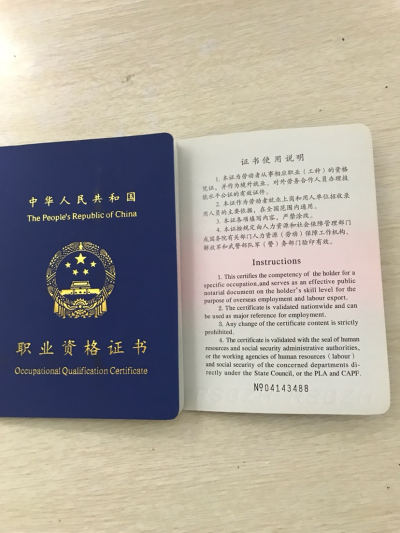 中华人民共和国
The People's Republic of China
职业资格证书
Occupational Qualification Certificate
证书使用说明
1. 本证为劳动者从事相应职业（工种）的资格
凭证，并作为境外就业、对外劳务合作人员办理技
能水平公证的有效证件。
2. 本证作为劳动者就业上岗和用人单位招收录
用人员的主要依据，在全国范围内通用。
3. 本证各项填写内容，严禁涂改。
4. 本证按规定由人力资源和社会保障管理部门
或国务院有关部门人力资源（劳动）保障工作机构、
解放军和武警部队军（警）务部门验印有效。
Instructions
1. This certifies the competency of the holder for a
specific occupation,and serves as an effective public
notarial document on the holder's skill level for the
purpose of overseas employment and labour export.
2. The certificate is validated nationwide and can
be used as major reference for employment.
3. Any change of the certificate content is strictly
prohibited.
4. The certificate is validated with the seal of human
resources and social security administrative authorities,
or the working agencies of human resources (labour)
and social security of the concerned departments di-
rectly under the State Council, or the PLA and CAPF.
№04143488